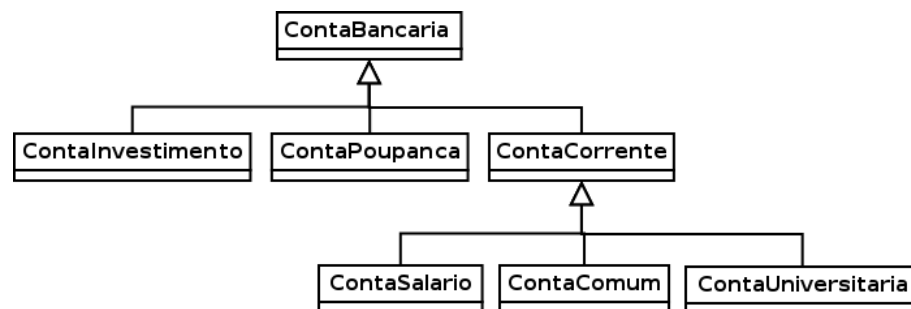 ContaBancaria
ContaInvestimento
ContaPoupanca
ContaCorrente
ContaSalario
ContaComum
ContaUniversitaria